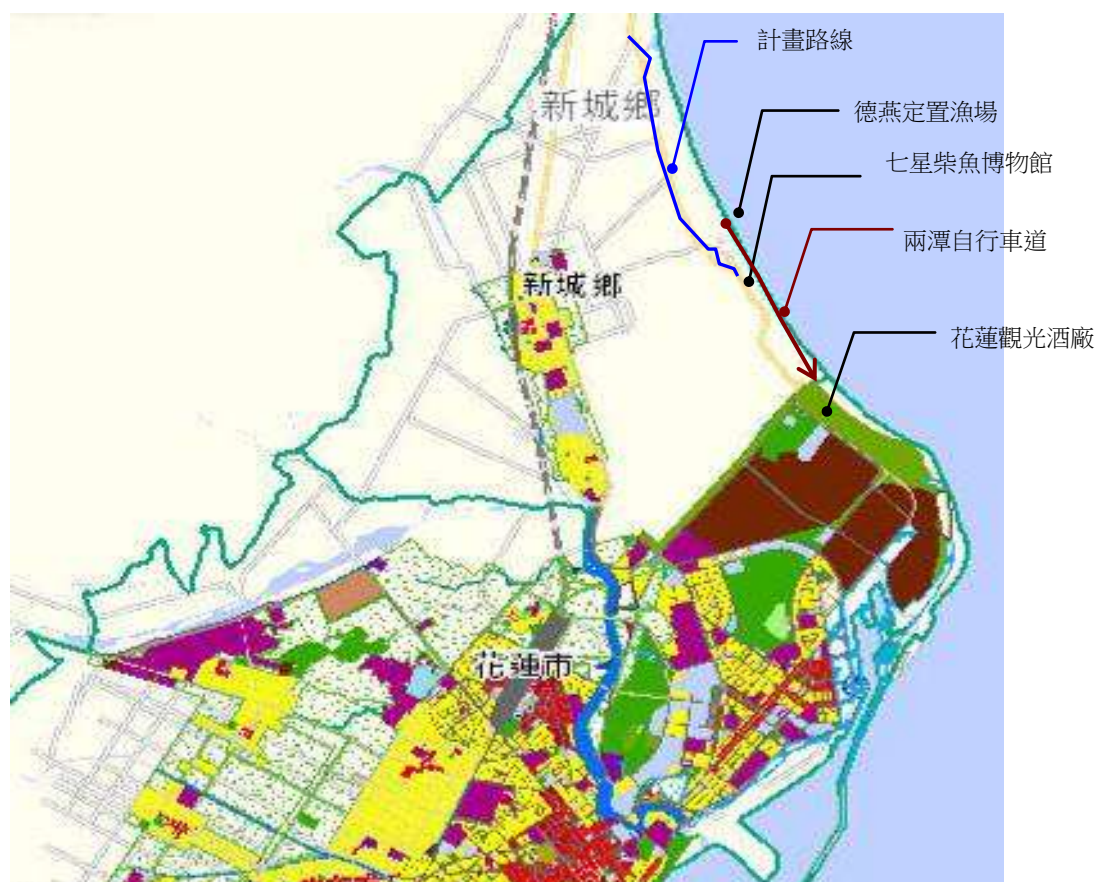 計畫路線
新城鄉
德燕定置漁場
七星柴魚博物館
兩潭自行車道
新城鄉
花蓮觀光酒廠
花蓮市